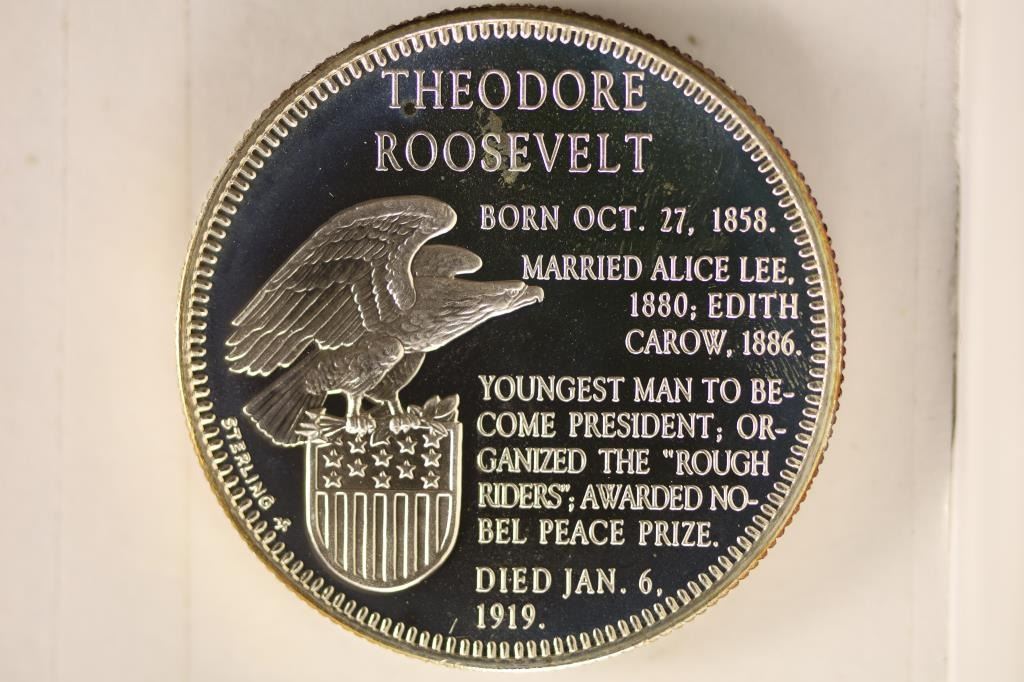 THEODORE
ROOSEVELT
BORN OCT. 27, 1858.
MARRIED ALICE LEE,
1880; EDITH
CAROW, 1886.
YOUNGEST MAN TO BE-
COME PRESIDENT; OR-
GANIZED THE "ROUGH
RIDERS"; AWARDED NO-
BEL PEACE PRIZE.
DIED JAN. 6,
1919.
STERLING